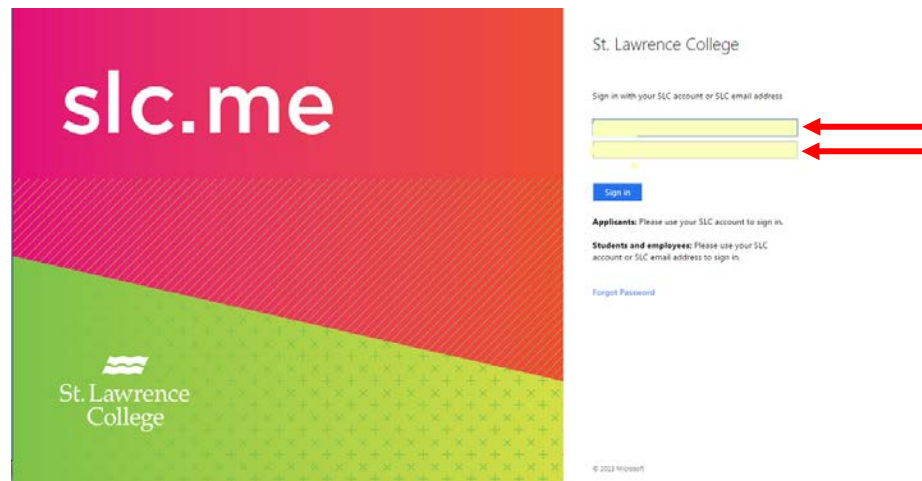 slc.me
St. Lawrence
College
St. Lawrence College
Sign in with your SLC account or SLC email address
Sign in
Applicants: Please use your SLC account to sign in.
Students and employees: Please use your SLC
account or SLC email address to sign in.
Forgot Password
© 2013 Microsoft